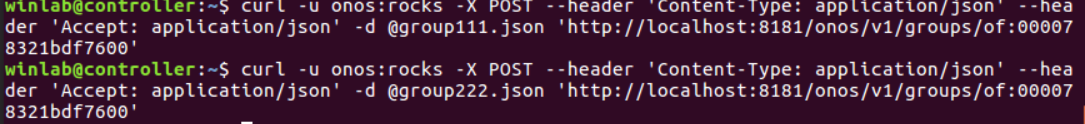 winlab@controller:~$ curl -u onos:rocks -X POST --header 'Content-Type: application/json' --hea
der 'Accept: application/json' -d @group111.json 'http://localhost:8181/onos/v1/groups/of:00007
8321bdf7600'
winlab@controller:~$ curl -u onos:rocks -X POST --header 'Content-Type: application/json' --hea
der 'Accept: application/json' -d @group222.json 'http://localhost:8181/onos/v1/groups/of:00007
8321bdf7600'